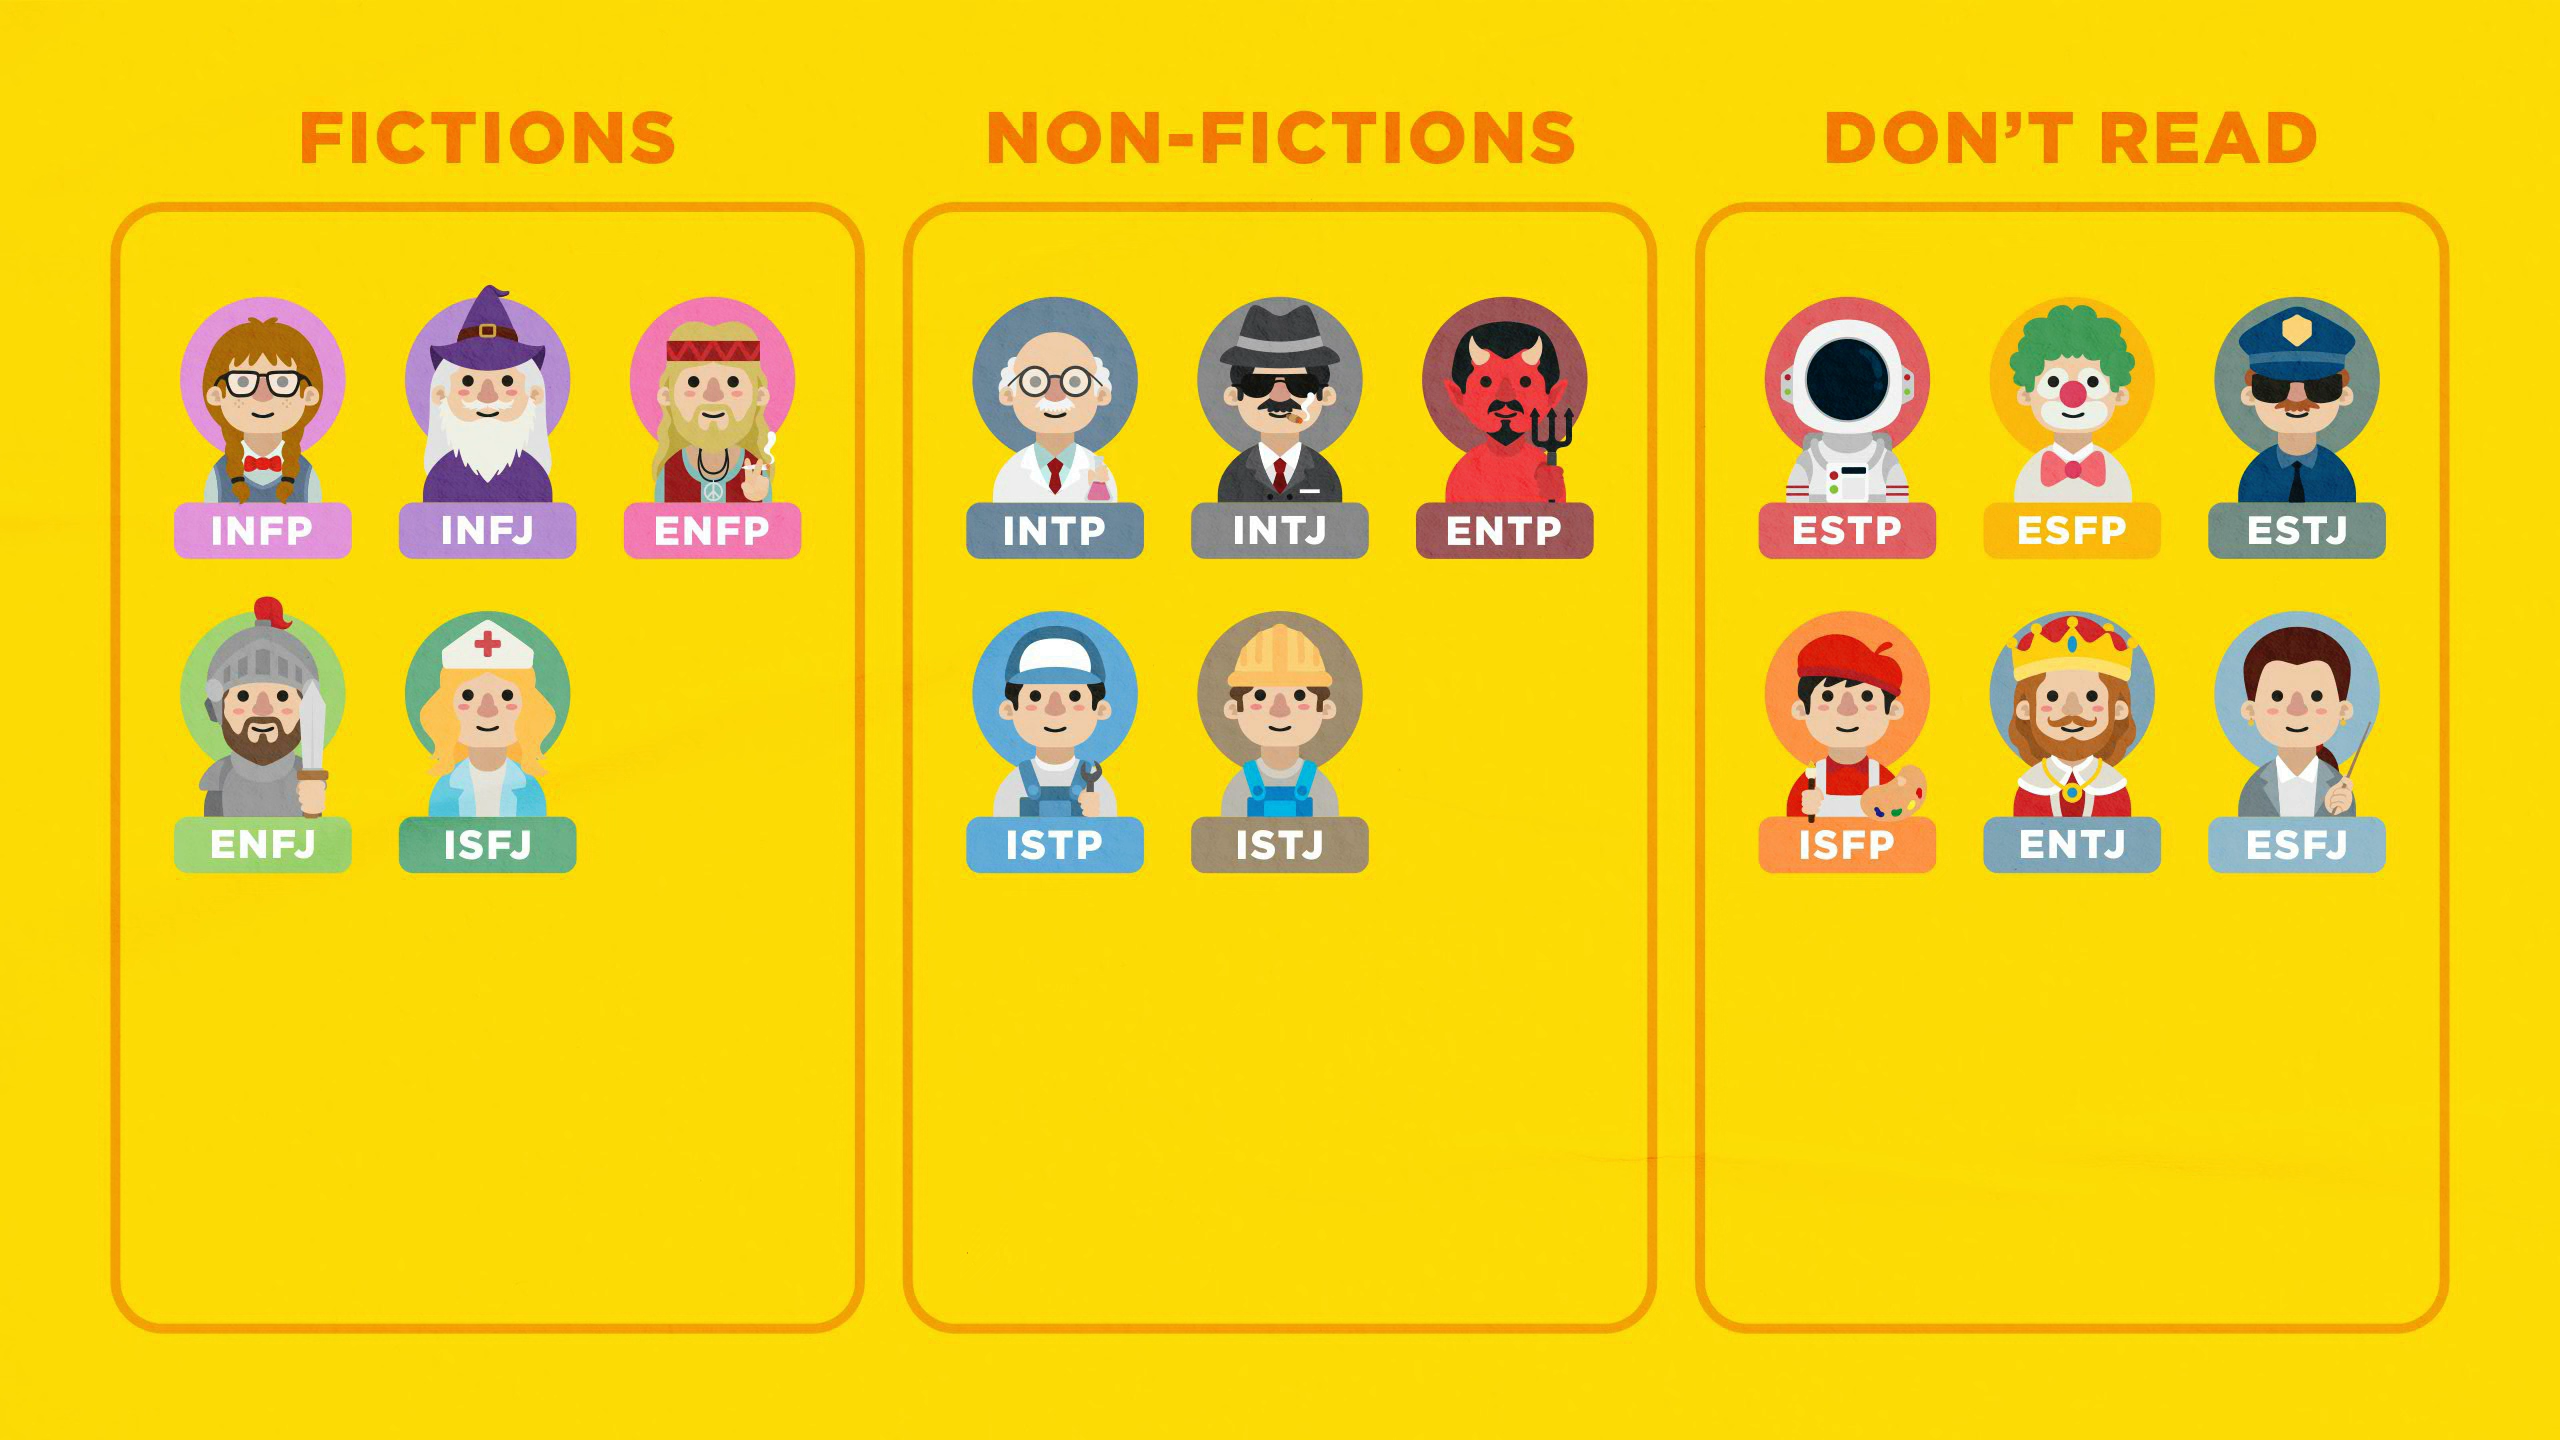 FICTIONS
INFP INFJ ENFP
ENFJ ISFJ
NON-FICTIONS
INTP INTJ ENTP
ISTP ISTJ
DON'T READ
ESTP ESFP ESTJ
ISFP ENTJ ESFJ